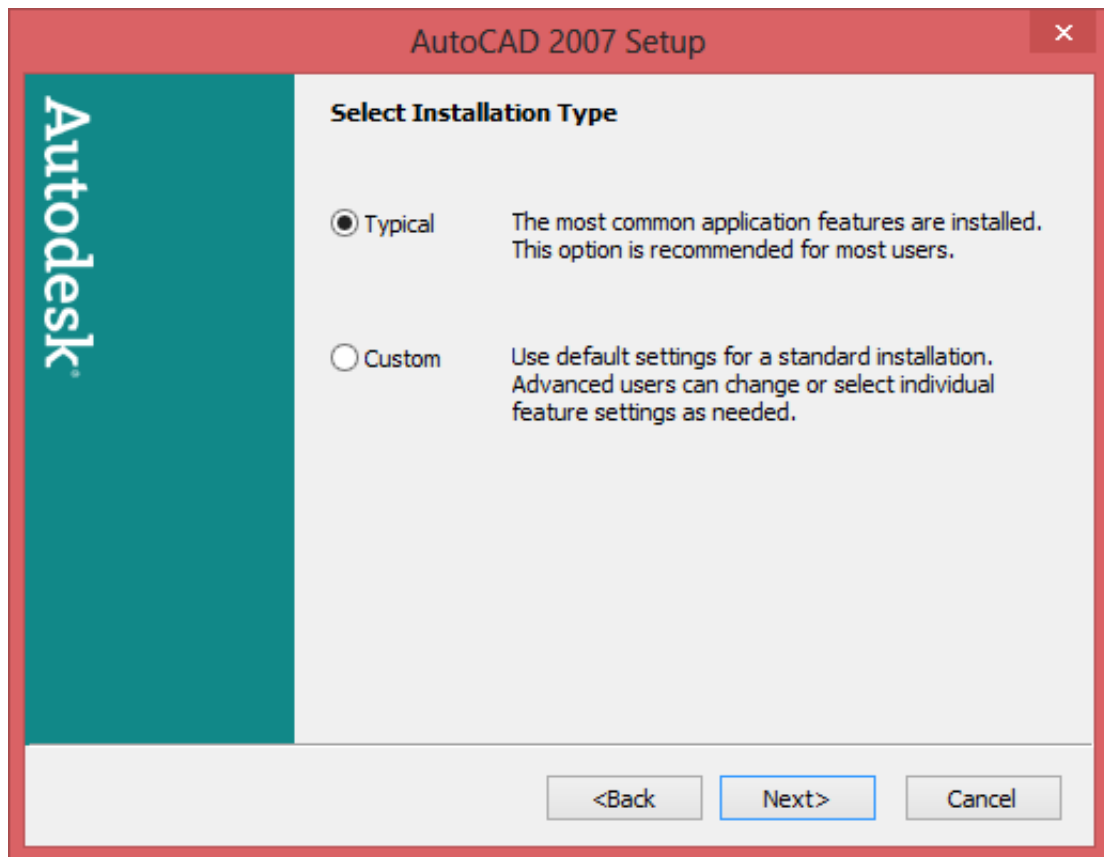 AutoCAD 2007 Setup
Autodesk®
Select Installation Type
Typical
The most common application features are installed.
This option is recommended for most users.
Custom
Use default settings for a standard installation.
Advanced users can change or select individual
feature settings as needed.
<Back
Next>
Cancel